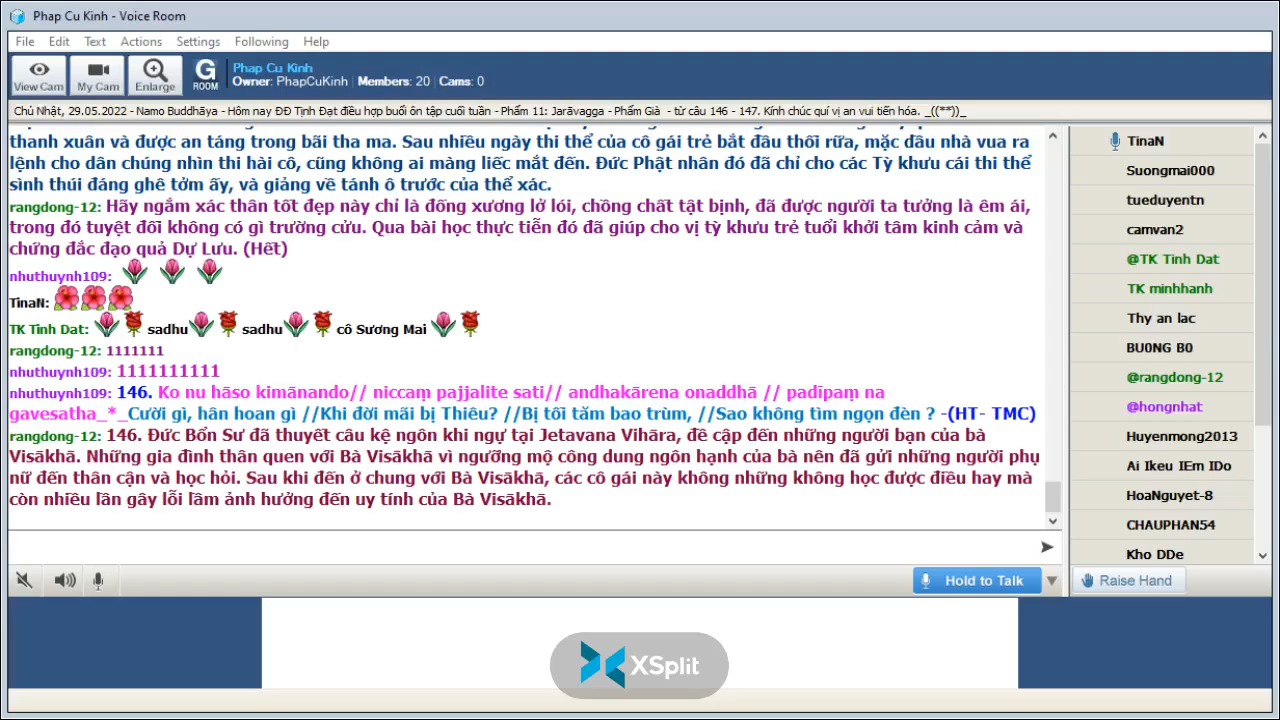 Phap Cu Kinh - Voice Room
File Edit Text Actions Settings Following Help
View Cam My Cam Enlarge G ROOM
Phap Cu Kinh
Owner: PhapCuKinh | Members: 20 | Cams: 0
Chủ Nhật, 29.05.2022 - Namo Buddhāya - Hôm nay ĐĐ Tịnh Đạt điều hợp buổi ôn tập cuối tuần - Phẩm 11: Jarāvagga - Phẩm Già - từ câu 146 - 147. Kính chúc quí vị an vui tiến hóa. _((**))_
thanh xuân và được an táng trong bãi tha ma. Sau nhiều ngày thi thể của cô gái trẻ bắt đầu thối rữa, mặc dầu nhà vua ra
lệnh cho dân chúng nhìn thi hài cô, cũng không ai màng liếc mắt đến. Đức Phật nhân đó đã chỉ cho các Tỳ khưu cái thi thể
sình thúi đáng ghê tởm ấy, và giảng về tánh ô trước của thể xác.
rangdong-12: Hãy ngắm xác thân tốt đẹp này chỉ là đống xương lở lói, chồng chất tật bịnh, đã được người ta tưởng là êm ái,
trong đó tuyệt đối không có gì trường cửu. Qua bài học thực tiễn đó đã giúp cho vị tỳ khưu trẻ tuổi khởi tâm kinh cảm và
chứng đắc đạo quả Dự Lưu. (Hết)
nhuthuynh109:
TinaN:
TK Tinh Dat: sadhu sadhu cô Sương Mai
rangdong-12: 1111111
nhuthuynh109: 1111111111
nhuthuynh109: 146. Ko nu hāso kimānando// niccaṃ pajjalite sati// andhakārena onaddhā // padīpaṃ na
gavesatha_*_Cười gì, hân hoan gì //Khi đời mãi bị Thiêu? //Bị tối tăm bao trùm, //Sao không tìm ngọn đèn ? -(HT- TMC)
rangdong-12: 146. Đức Bổn Sư đã thuyết câu kệ ngôn khi ngự tại Jetavana Vihāra, đề cập đến những người bạn của bà
Visākhā. Những gia đình thân quen với Bà Visākhā vì ngưỡng mộ công dung ngôn hạnh của bà nên đã gửi những người phụ
nữ đến thân cận và học hỏi. Sau khi đến ở chung với Bà Visākhā, các cô gái này không những không học được điều hay mà
còn nhiều lần gây lỗi lầm ảnh hưởng đến uy tính của Bà Visākhā.
TinaN
Suongmai000
tueduyentn
camvan2
@TK Tinh Dat
TK minhhanh
Thy an lac
BU0NG B0
@rangdong-12
@hongnhat
Huyenmong2013
Ai Ikeu IEm IDo
HoaNguyet-8
CHAUPHAN54
Kho DDe
Hold to Talk
Raise Hand
XSplit